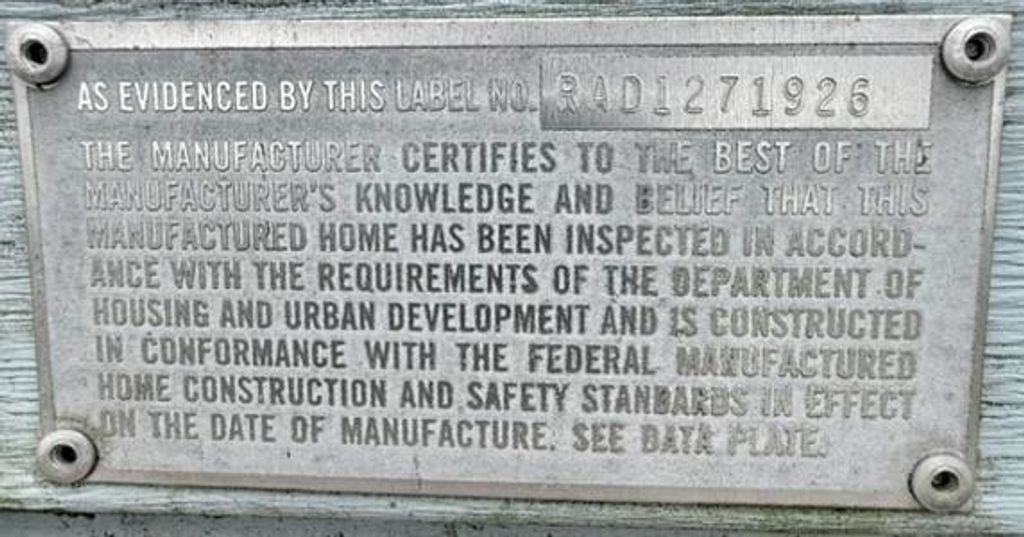 AS EVIDENCED BY THIS LABEL NO. RAD1271926
THE MANUFACTURER CERTIFIES TO THE BEST OF THE
MANUFACTURER'S KNOWLEDGE AND BELIEF THAT THIS
MANUFACTURED HOME HAS BEEN INSPECTED IN ACCORD-
ANCE WITH THE REQUIREMENTS OF THE DEPARTMENT OF
HOUSING AND URBAN DEVELOPMENT AND IS CONSTRUCTED
IN CONFORMANCE WITH THE FEDERAL MANUFACTURED
HOME CONSTRUCTION AND SAFETY STANDARDS IN EFFECT
ON THE DATE OF MANUFACTURE. SEE DATA PLATE.